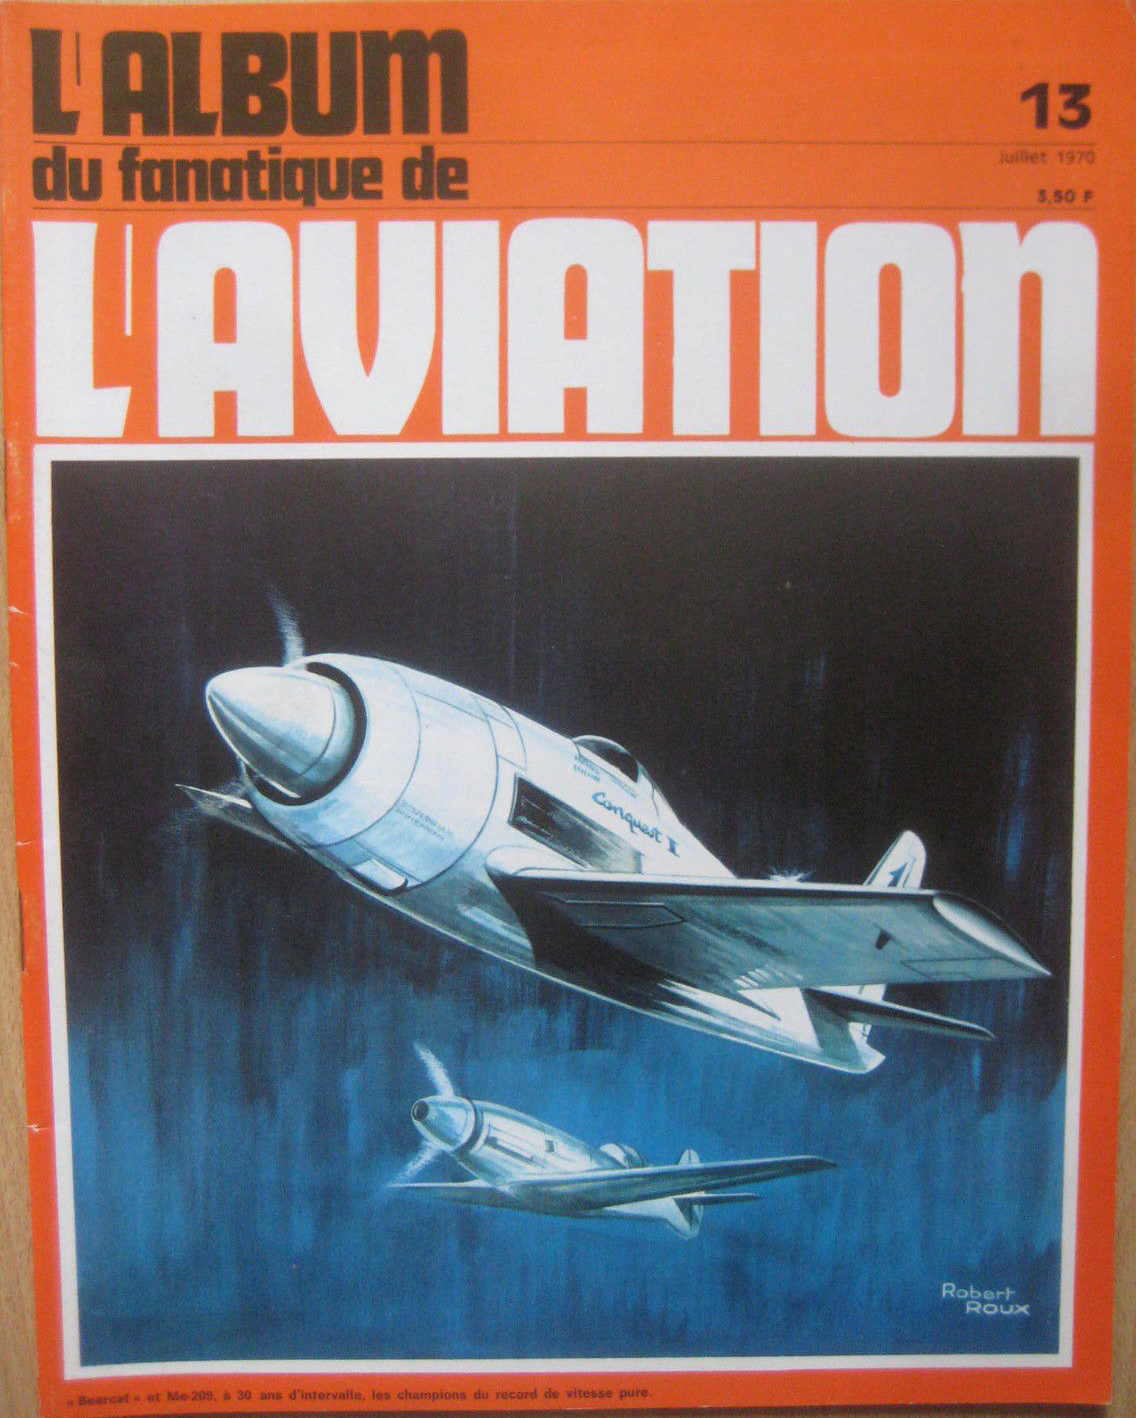 L'ALBUM
du fanatique de
L'AVIATION
13
juillet 1970
3,50 F
Conquest I
1
Robert
ROUX
« Bearcat » et Me-209, à 30 ans d'intervalle, les champions du record de vitesse pure.